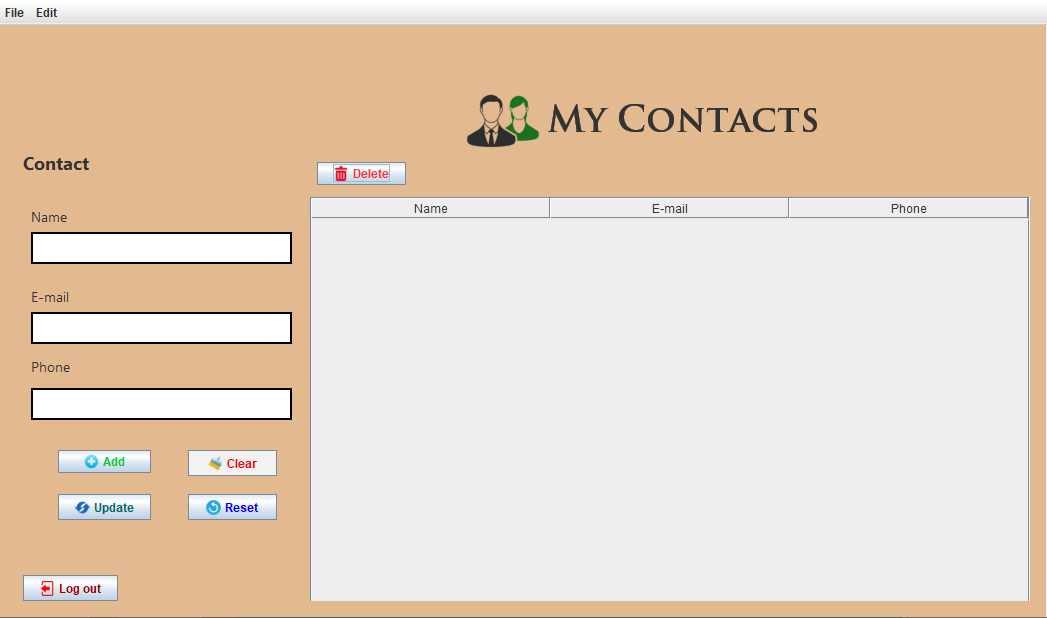 File Edit
My Contacts
Contact
Delete
Name E-mail Phone
Name
E-mail
Phone
Add Clear
Update Reset
Log out